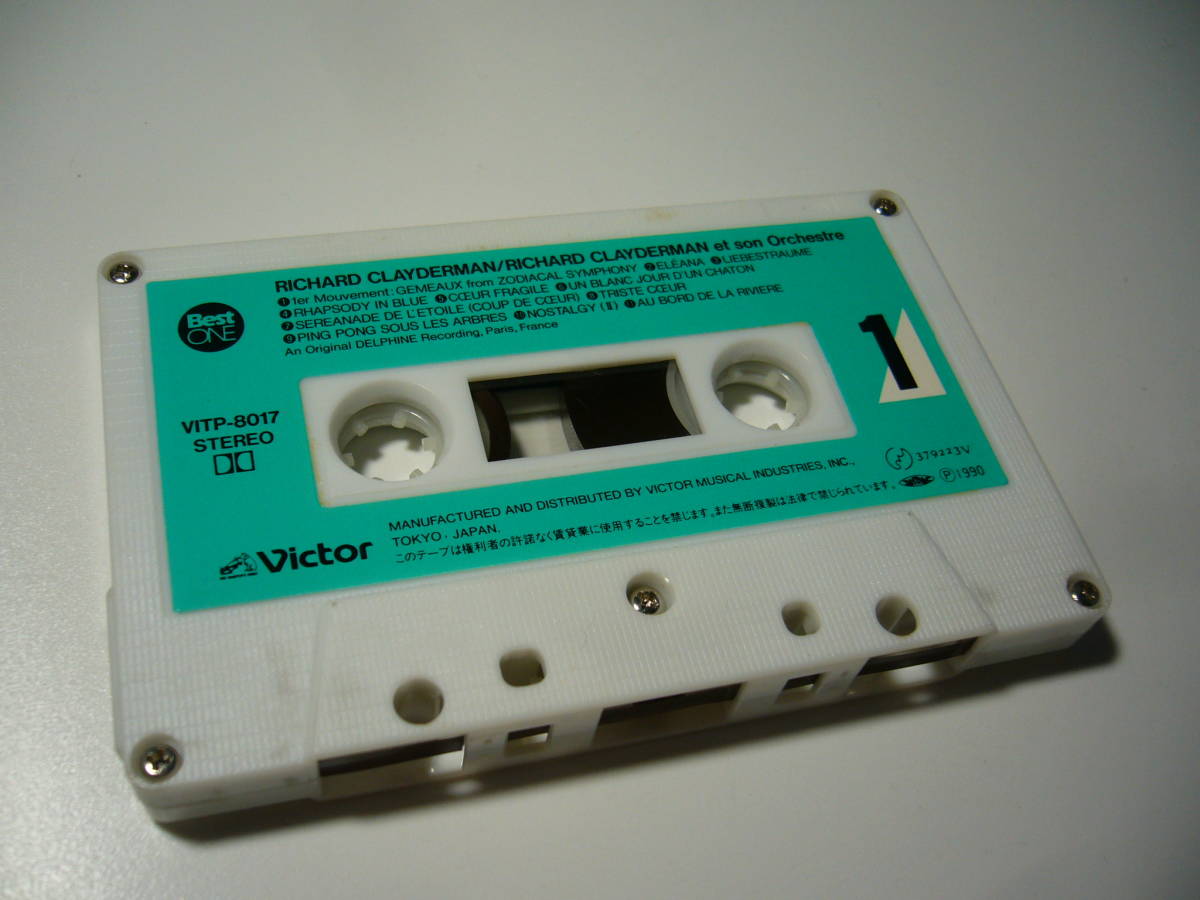 RICHARD CLAYDERMAN/RICHARD CLAYDERMAN et son Orchestre
❶1er Mouvement: GEMEAUX from ZODIACAL SYMPHONY ❷ELÉANA ❸LIEBESTRAUME
❹RHAPSODY IN BLUE ❺CŒUR FRAGILE ❻UN BLANC JOUR D'UN CHATON
❼SEREANADE DE L'ETOILE (COUP DE CŒUR) ❽TRISTE CŒUR
❾PING PONG SOUS LES ARBRES ❿NOSTALGY (Ⅱ) ⓫AU BORD DE LA RIVIERE
An Original DELPHINE Recording, Paris, France
Best
ONE
1
VITP-8017
STEREO
379223V
MANUFACTURED AND DISTRIBUTED BY VICTOR MUSICAL INDUSTRIES, INC.,
TOKYO, JAPAN.
Ⓟ1990
このテープは権利者の許諾なく賃貸業に使用することを禁じます。また無断複製は法律で禁じられています。
Victor